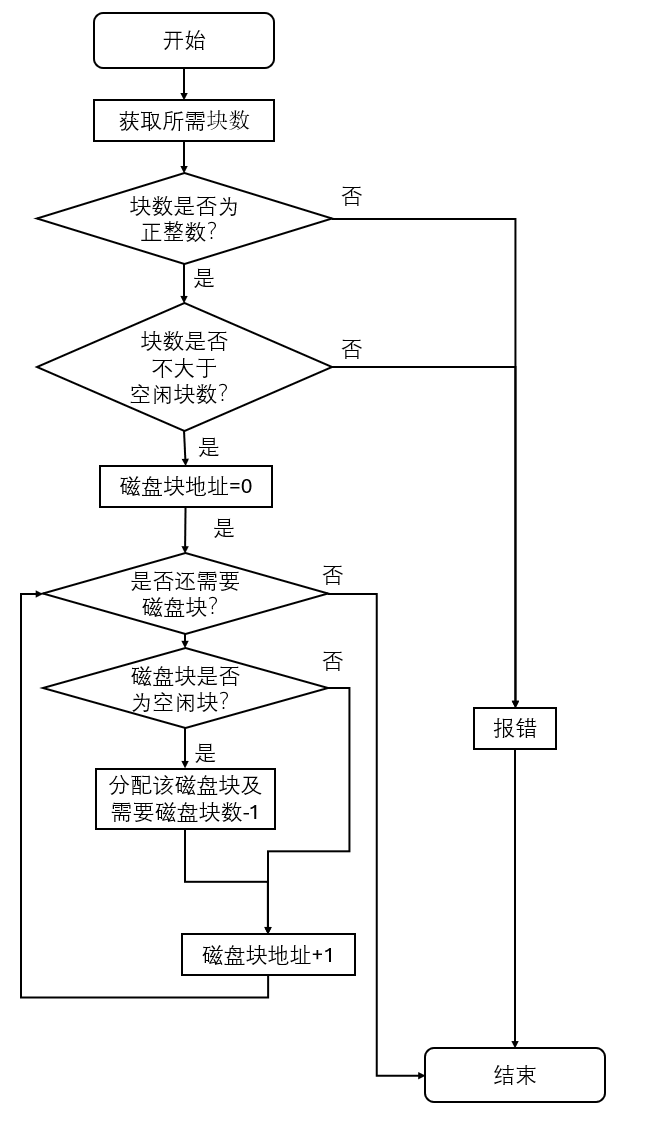 开始
获取所需块数
否
块数是否为
正整数?
是
否
块数是否
不大于
空闲块数?
是
磁盘块地址=0
是
否
是否还需要
磁盘块?
否
磁盘块是否
为空闲块?
是
报错
分配该磁盘块及
需要磁盘块数-1
磁盘块地址+1
结束